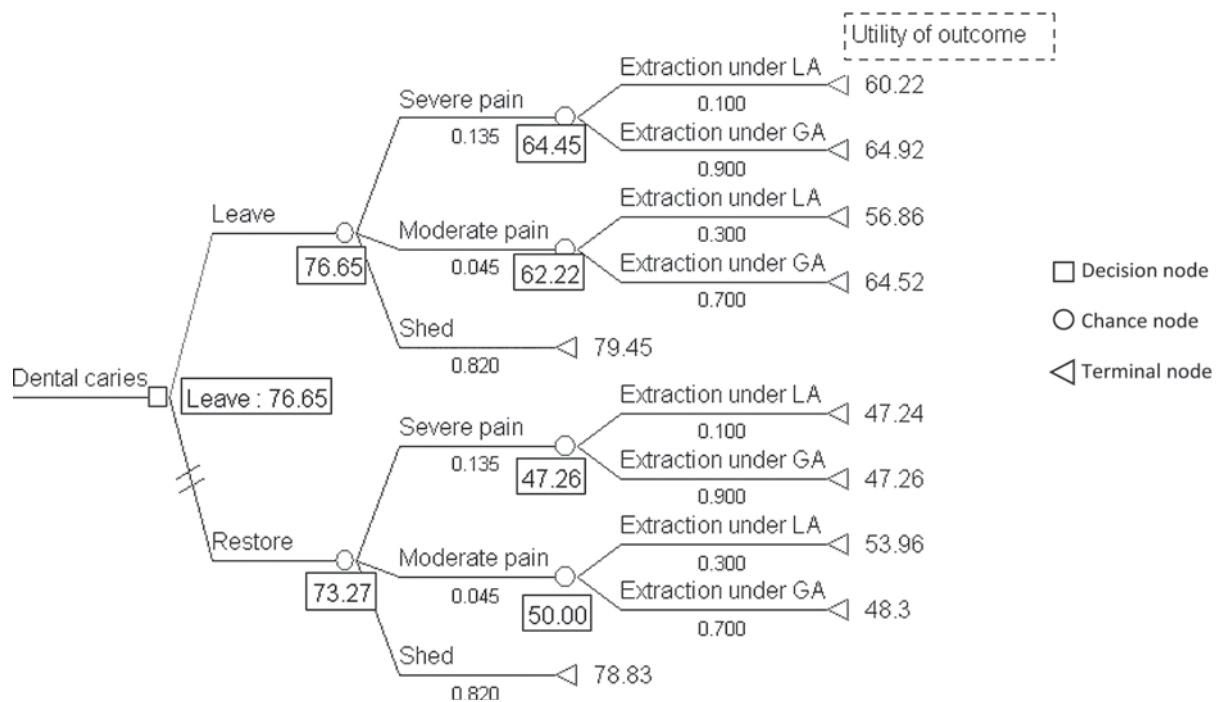 Utility of outcome
Extraction under LA
60.22
0.100
Severe pain
0.135
64.45
Extraction under GA
64.92
0.900
Extraction under LA
56.86
0.300
Leave
76.65
Moderate pain
0.045
62.22
Extraction under GA
64.52
0.700
Shed
79.45
0.820
Dental caries
Leave : 76.65
Extraction under LA
47.24
0.100
Severe pain
0.135
47.26
Extraction under GA
47.26
0.900
Extraction under LA
53.96
0.300
Restore
73.27
Moderate pain
0.045
50.00
Extraction under GA
48.3
0.700
Shed
78.83
0.820
Decision node
Chance node
Terminal node